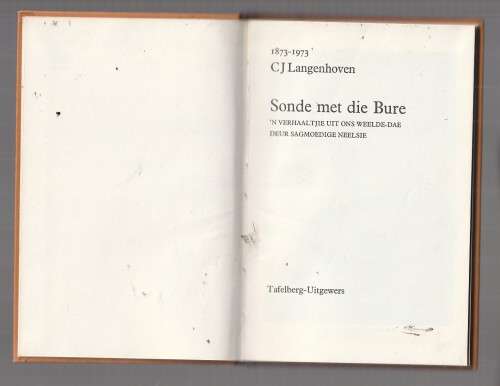 1873-1973
C J Langenhoven
Sonde met die Bure
'N VERHAALTJIE UIT ONS WEELDE-DAE
DEUR SAGMOEDIGE NEELSIE
Tafelberg-Uitgewers